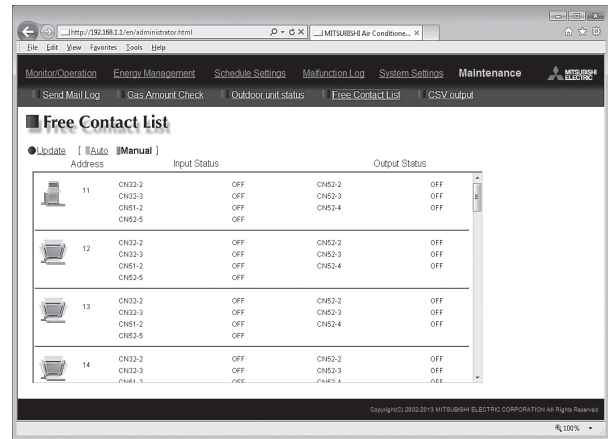 http://192.168.1.1/en/administrator.html
MITSUBISHI Air Conditione...
File Edit View Favorites Tools Help
Monitor/Operation Energy Management Schedule Settings Malfunction Log System Settings Maintenance
MITSUBISHI ELECTRIC
Send Mail Log Gas Amount Check Outdoor unit status Free Contact List CSV output
Free Contact List
Update [ Auto Manual ]
Address Input Status Output Status
11
CN32-2 OFF CN52-2 OFF
CN32-3 OFF CN52-3 OFF
CN51-2 OFF CN52-4 OFF
CN52-5 OFF
12
CN32-2 OFF CN52-2 OFF
CN32-3 OFF CN52-3 OFF
CN51-2 OFF CN52-4 OFF
CN52-5 OFF
13
CN32-2 OFF CN52-2 OFF
CN32-3 OFF CN52-3 OFF
CN51-2 OFF CN52-4 OFF
CN52-5 OFF
14
CN32-2 OFF CN52-2 OFF
CN32-3 OFF CN52-3 OFF
CN51-2 OFF CN52-4 OFF
Copyright(C) 2002-2013 MITSUBISHI ELECTRIC CORPORATION All Rights Reserved
100%